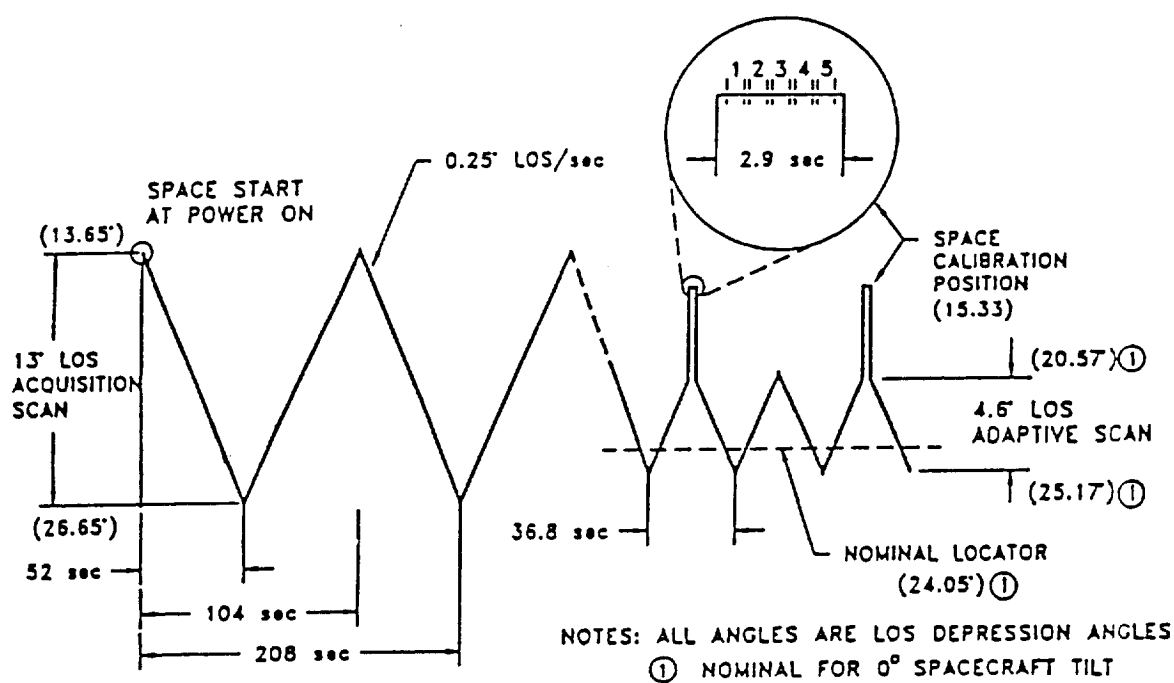 1 2 3 4 5
2.9 sec
0.25° LOS/sec
SPACE START
AT POWER ON
(13.65°)
SPACE
CALIBRATION
POSITION
(15.33)
13° LOS
ACQUISITION
SCAN
(20.57°) ①
4.6° LOS
ADAPTIVE SCAN
(25.17°) ①
(26.65°)
36.8 sec
52 sec
NOMINAL LOCATOR
(24.05°) ①
104 sec
208 sec
NOTES: ALL ANGLES ARE LOS DEPRESSION ANGLES
① NOMINAL FOR 0° SPACECRAFT TILT